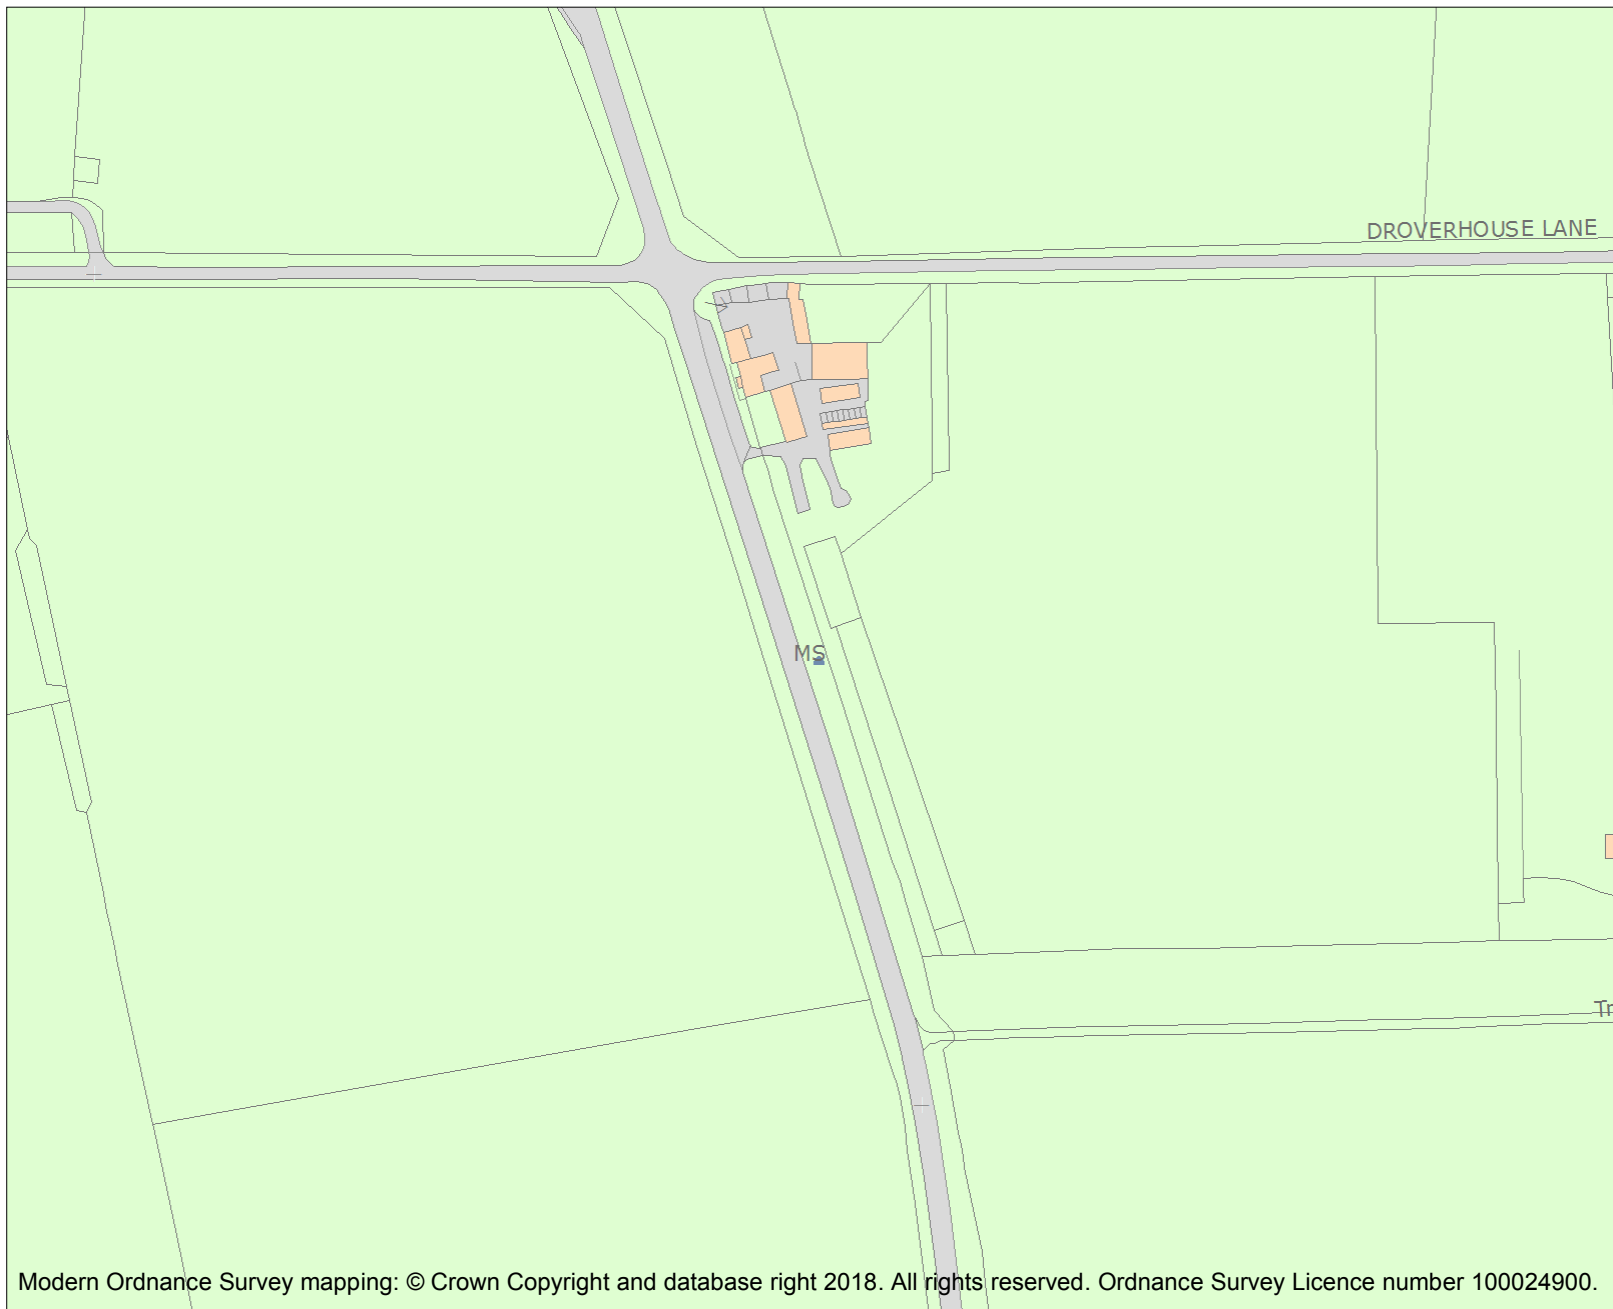 DROVERHOUSE LANE
MS
Tr
Modern Ordnance Survey mapping: © Crown Copyright and database right 2018. All rights reserved. Ordnance Survey Licence number 100024900.